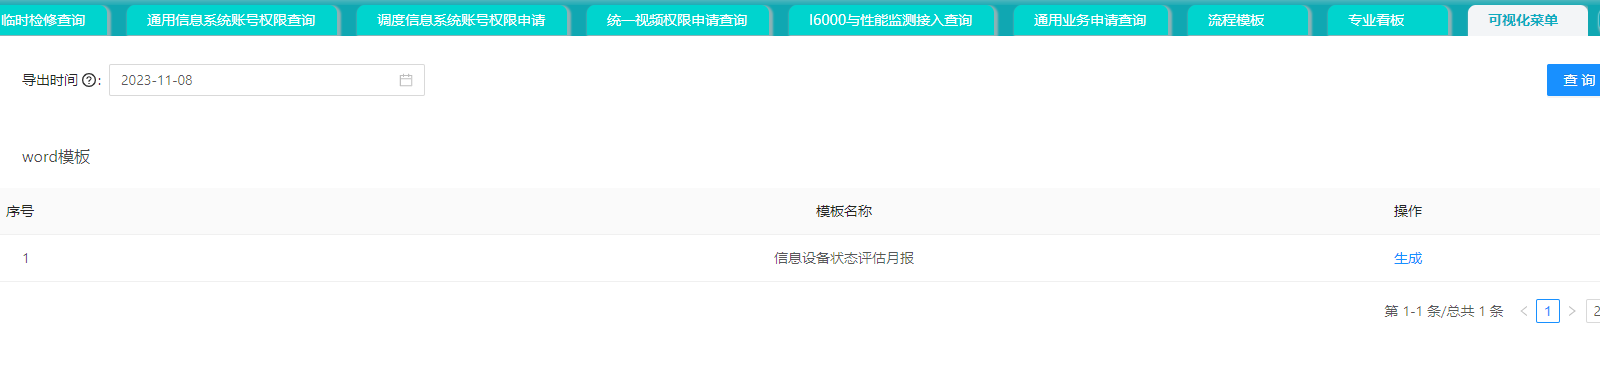 临时检修查询 通用信息系统账号权限查询 调度信息系统账号权限申请 统一视频权限申请查询 I6000与性能监测接入查询 通用业务申请查询 流程模板 专业看板 可视化菜单
导出时间 ?: 2023-11-08 查 询
word模板
序号 模板名称 操作
1 信息设备状态评估月报 生成
第 1-1 条/总共 1 条 < 1 > 2